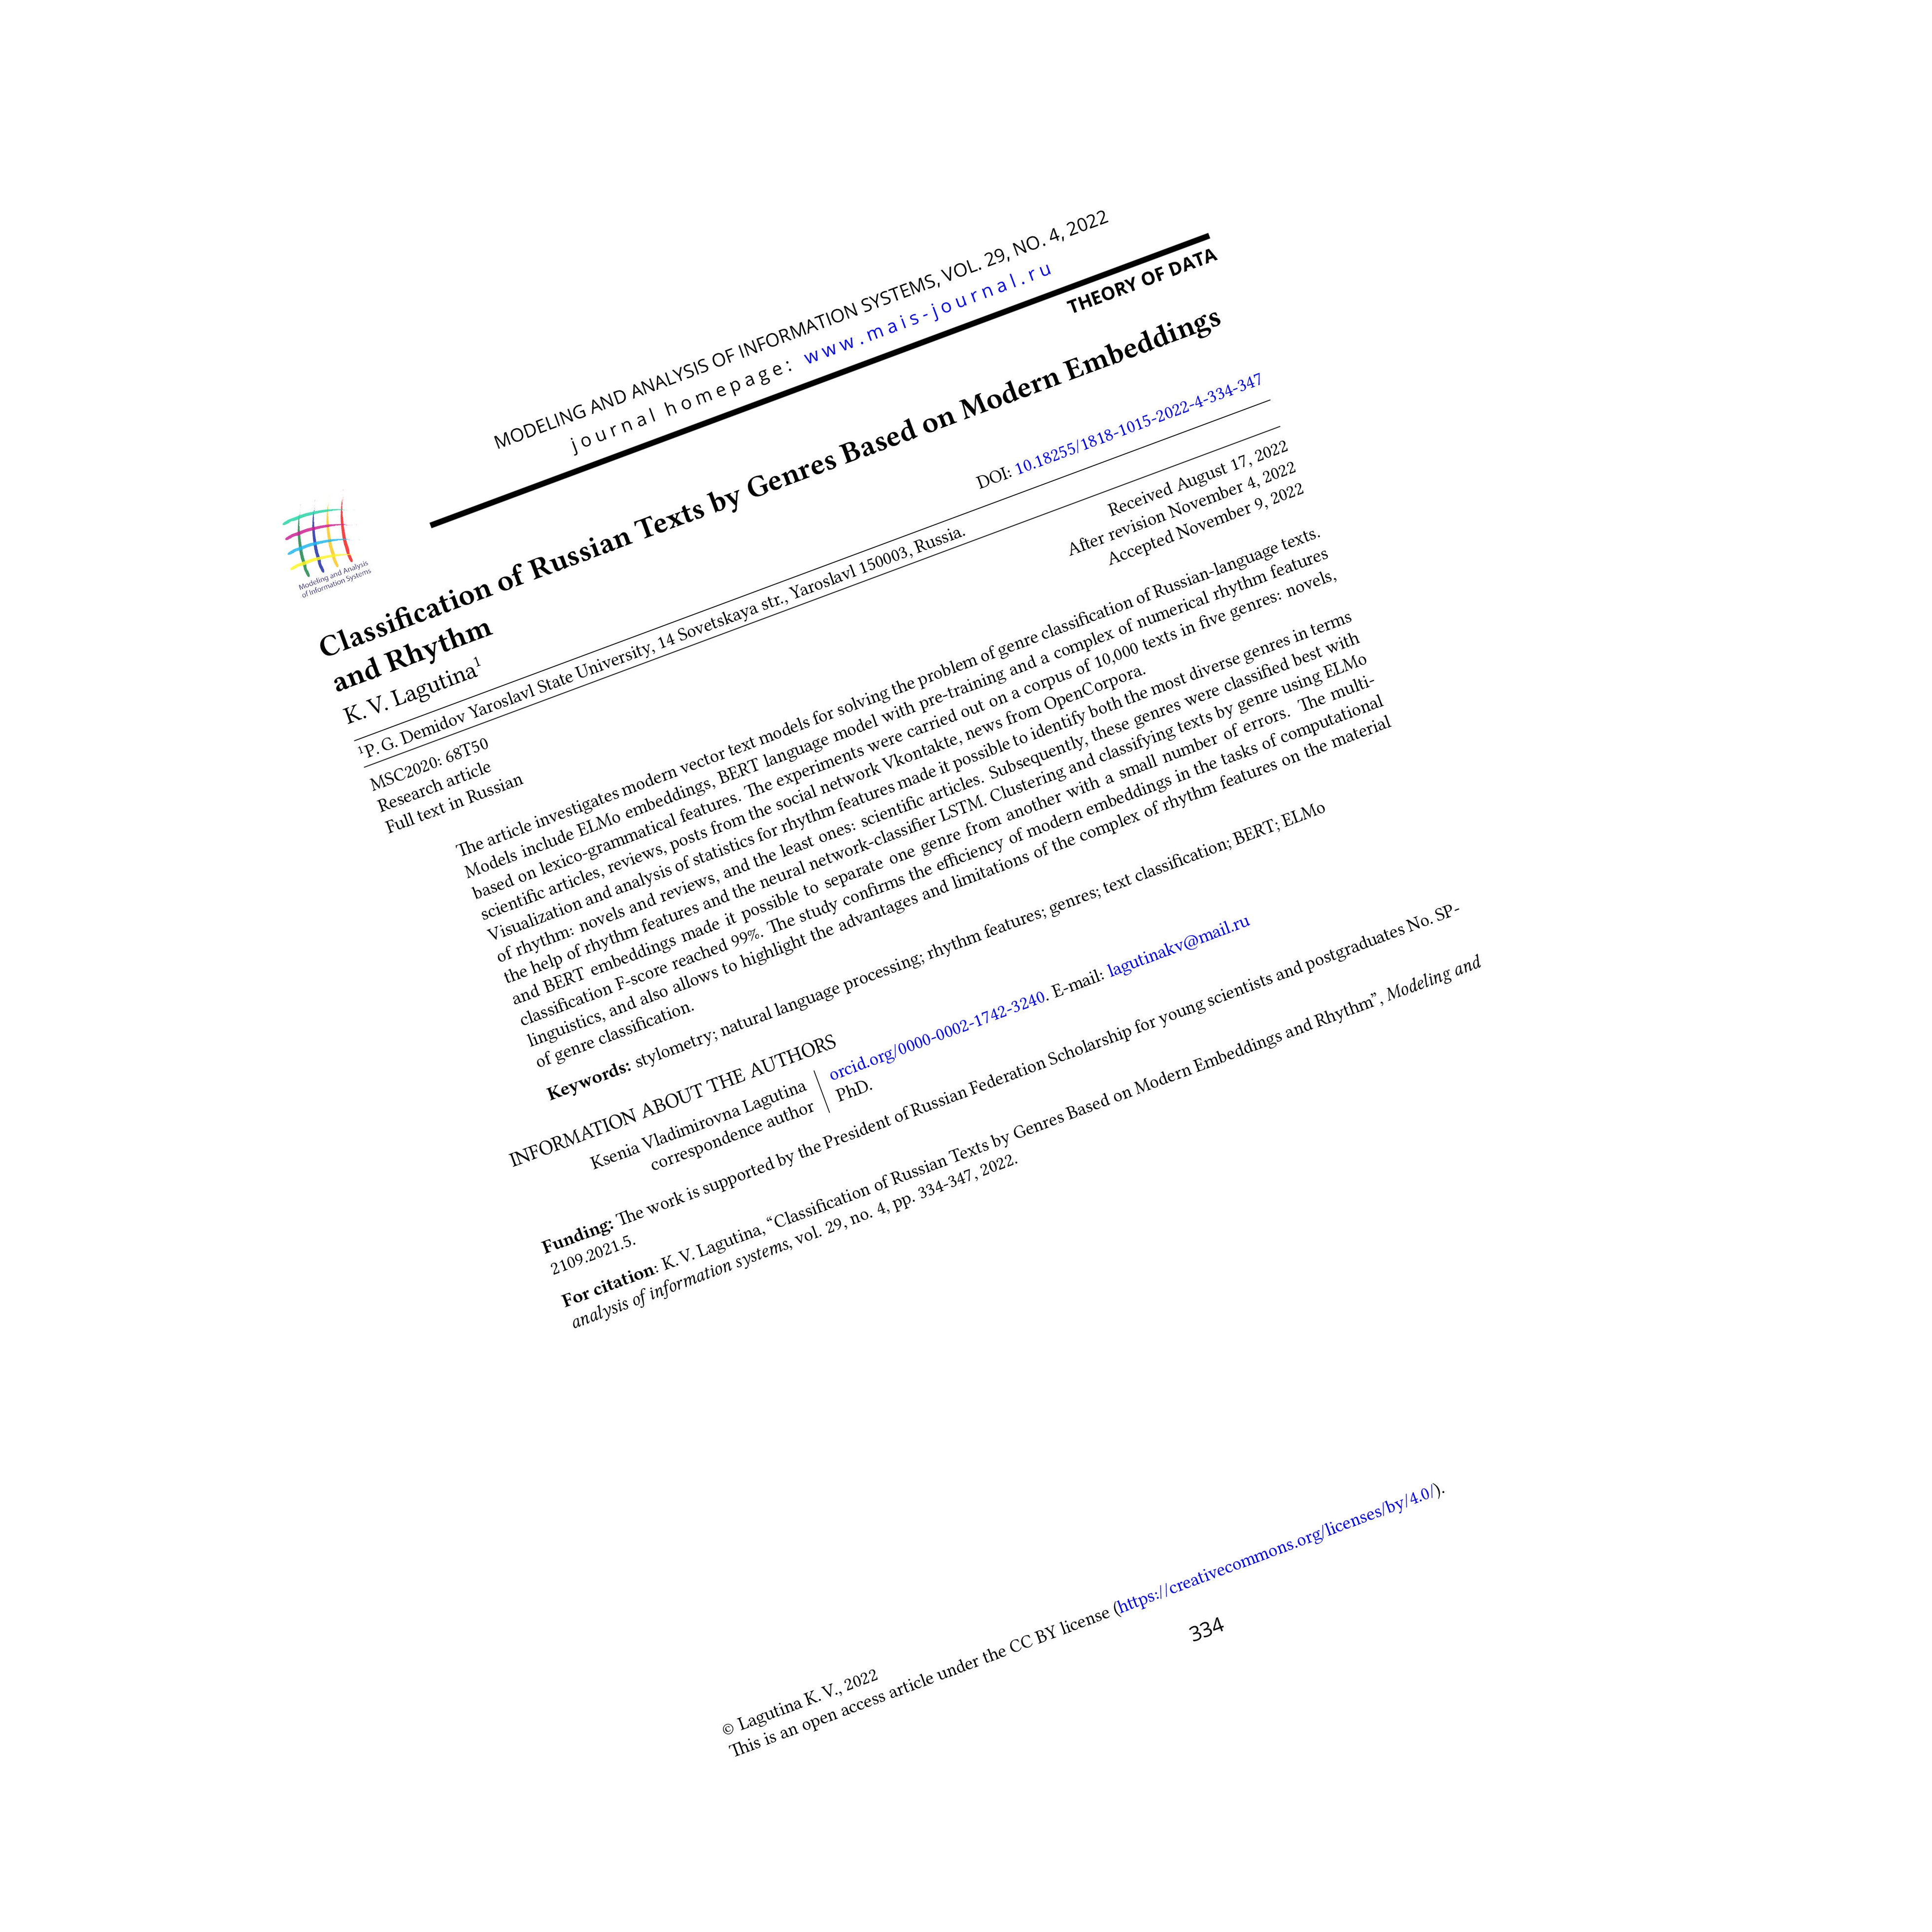 MODELING AND ANALYSIS OF INFORMATION SYSTEMS, VOL. 29, NO. 4, 2022
journal homepage: www.mais-journal.ru
Modeling and Analysis
of Information Systems
THEORY OF DATA
Classification of Russian Texts by Genres Based on Modern Embeddings
and Rhythm
K. V. Lagutina1
DOI: 10.18255/1818-1015-2022-4-334-347
1P. G. Demidov Yaroslavl State University, 14 Sovetskaya str., Yaroslavl 150003, Russia.
MSC2020: 68T50
Research article
Full text in Russian
Received August 17, 2022
After revision November 4, 2022
Accepted November 9, 2022
The article investigates modern vector text models for solving the problem of genre classification of Russian-language texts.
Models include ELMo embeddings, BERT language model with pre-training and a complex of numerical rhythm features
based on lexico-grammatical features. The experiments were carried out on a corpus of 10,000 texts in five genres: novels,
scientific articles, reviews, posts from the social network Vkontakte, news from OpenCorpora.
Visualization and analysis of statistics for rhythm features made it possible to identify both the most diverse genres in terms
of rhythm: novels and reviews, and the least ones: scientific articles. Subsequently, these genres were classified best with
the help of rhythm features and the neural network-classifier LSTM. Clustering and classifying texts by genre using ELMo
and BERT embeddings made it possible to separate one genre from another with a small number of errors. The multi-
classification F-score reached 99%. The study confirms the efficiency of modern embeddings in the tasks of computational
linguistics, and also allows to highlight the advantages and limitations of the complex of rhythm features on the material
of genre classification.
Keywords: stylometry; natural language processing; rhythm features; genres; text classification; BERT; ELMo
INFORMATION ABOUT THE AUTHORS
Ksenia Vladimirovna Lagutina
correspondence author
orcid.org/0000-0002-1742-3240. E-mail: lagutinakv@mail.ru
PhD.
Funding: The work is supported by the President of Russian Federation Scholarship for young scientists and postgraduates No. SP-
2109.2021.5.
For citation: K. V. Lagutina, “Classification of Russian Texts by Genres Based on Modern Embeddings and Rhythm”, Modeling and
analysis of information systems, vol. 29, no. 4, pp. 334-347, 2022.
© Lagutina K. V., 2022
This is an open access article under the CC BY license (https://creativecommons.org/licenses/by/4.0/).
334